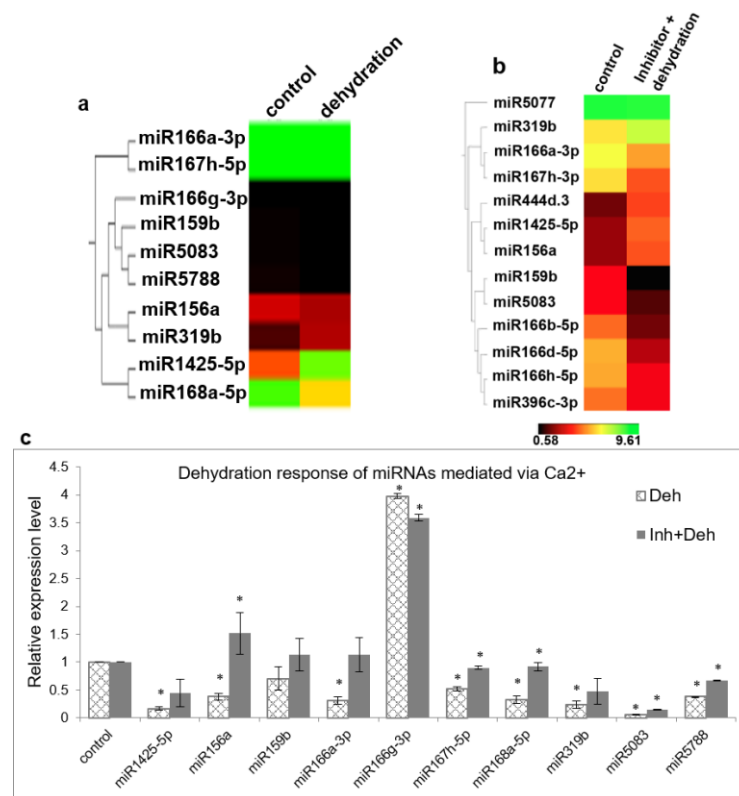 a
control
dehydration
miR166a-3p
miR167h-5p
miR166g-3p
miR159b
miR5083
miR5788
miR156a
miR319b
miR1425-5p
miR168a-5p
b
control
Inhibitor +
dehydration
miR5077
miR319b
miR166a-3p
miR167h-3p
miR444d.3
miR1425-5p
miR156a
miR159b
miR5083
miR166b-5p
miR166d-5p
miR166h-5p
miR396c-3p
0.58 9.61
c
Dehydration response of miRNAs mediated via Ca2+
Deh
Inh+Deh
Relative expression level
4.5
4
3.5
3
2.5
2
1.5
1
0.5
0
* * * * * * * * * * * * * * *
control
miR1425-5p
miR156a
miR159b
miR166a-3p
miR166g-3p
miR167h-5p
miR168a-5p
miR319b
miR5083
miR5788